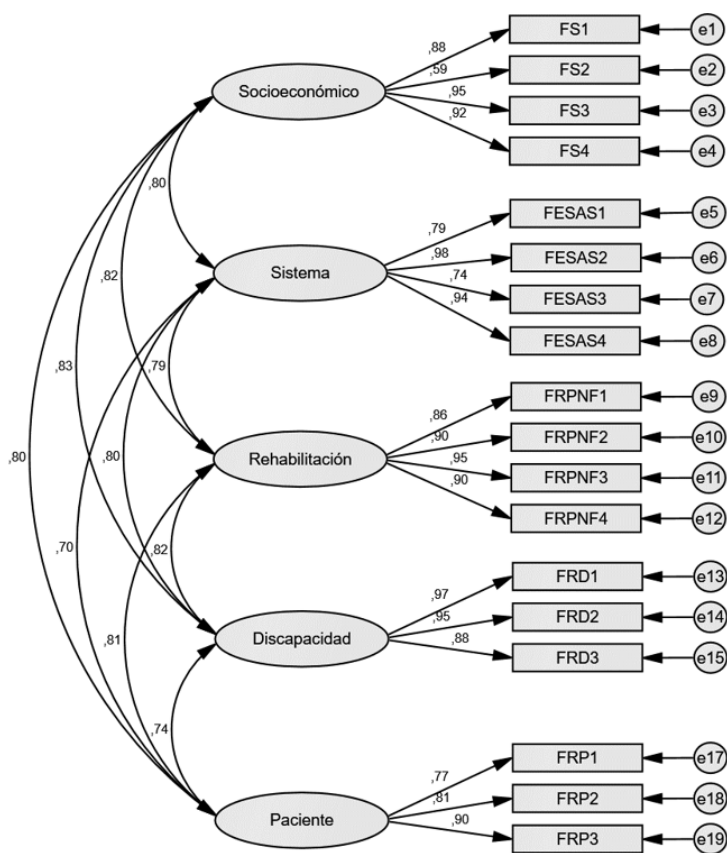 ,88
FS1
e1
,59
FS2
e2
Socioeconómico
,95
FS3
e3
,92
FS4
e4
,80
,79
FESAS1
e5
,98
FESAS2
e6
Sistema
,74
FESAS3
e7
,82
,94
FESAS4
e8
,83
,79
,86
FRPNF1
e9
,90
FRPNF2
e10
,80
,80
Rehabilitación
,95
FRPNF3
e11
,90
FRPNF4
e12
,70
,82
,97
FRD1
e13
,95
FRD2
e14
,81
Discapacidad
,88
FRD3
e15
,74
,77
FRP1
e17
,81
FRP2
e18
Paciente
,90
FRP3
e19